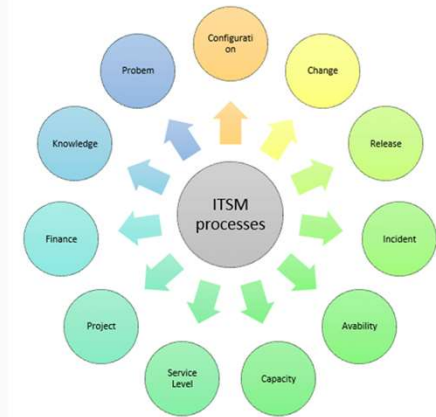 Configurati
on
Change
Release
Incident
Avability
Capacity
Service
Level
Project
Finance
Knowledge
Probem
ITSM
processes